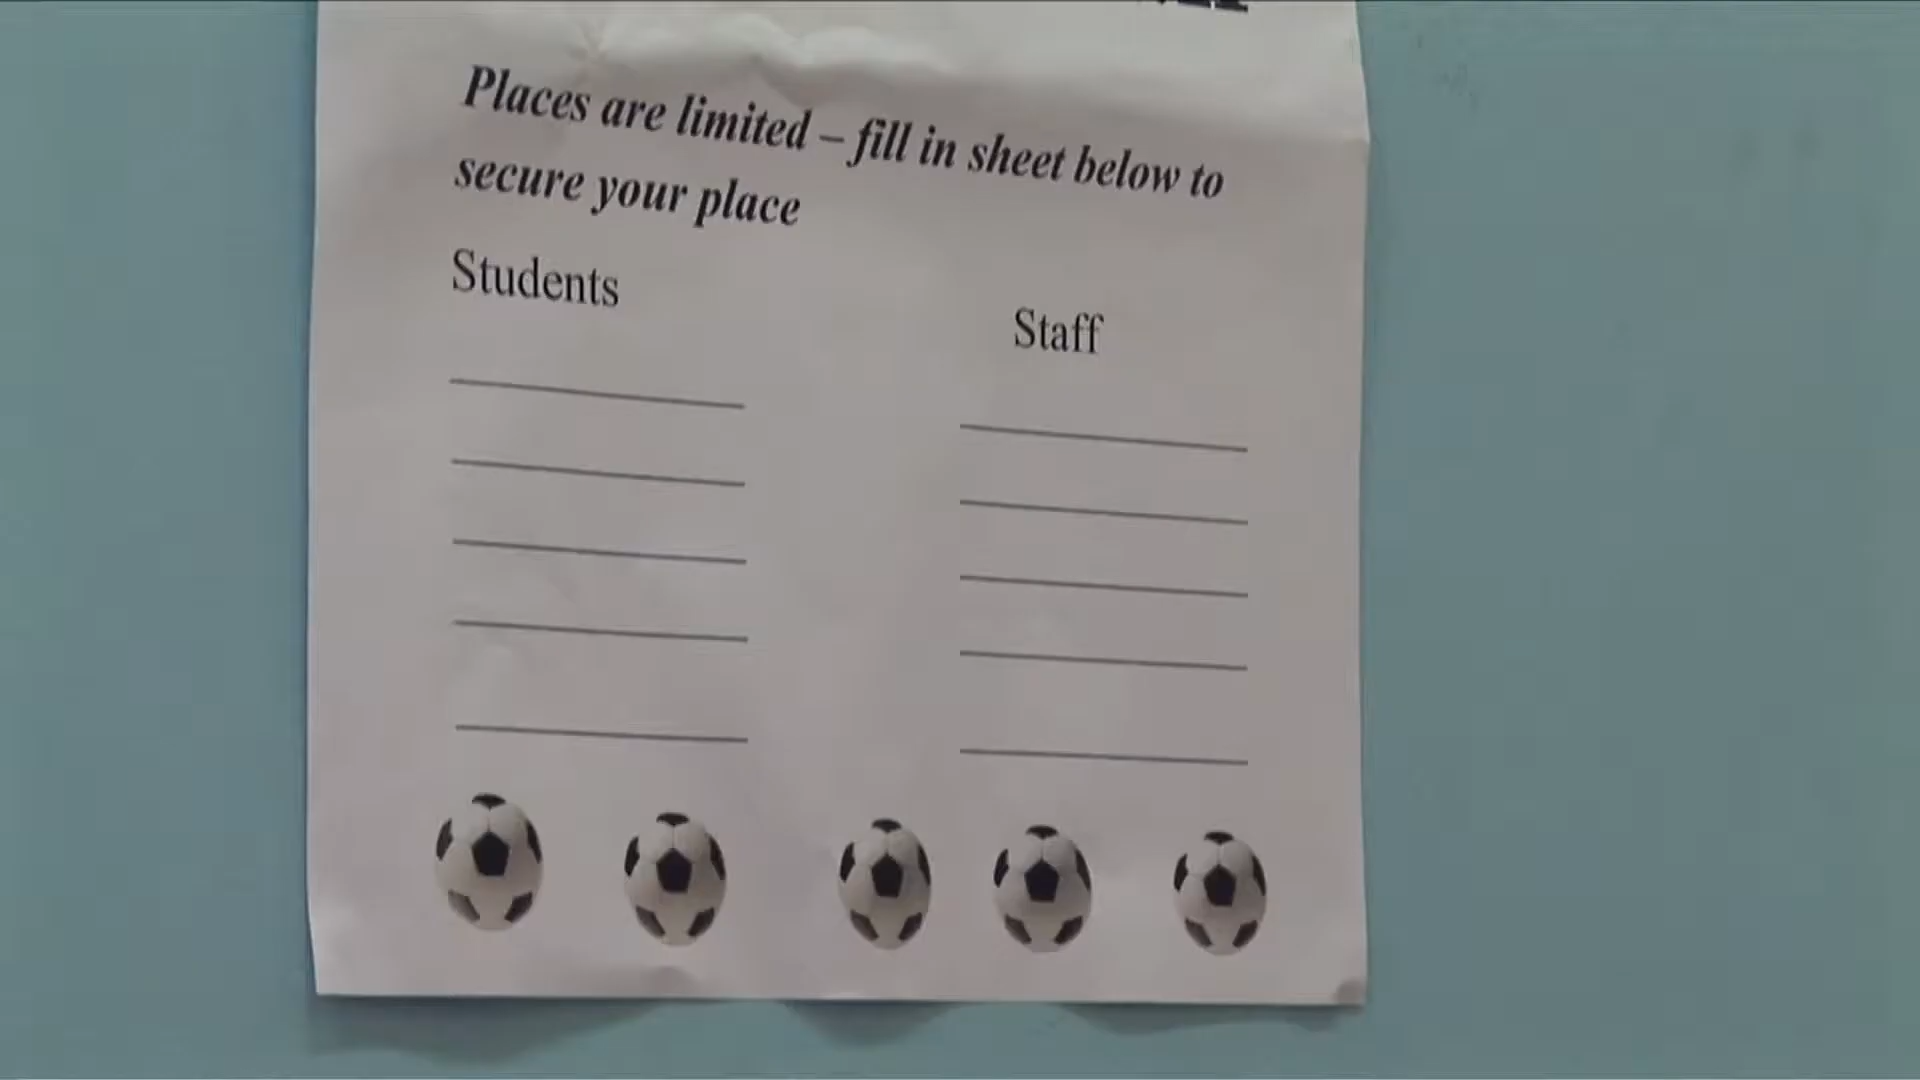 Places are limited – fill in sheet below to
secure your place
Students
Staff